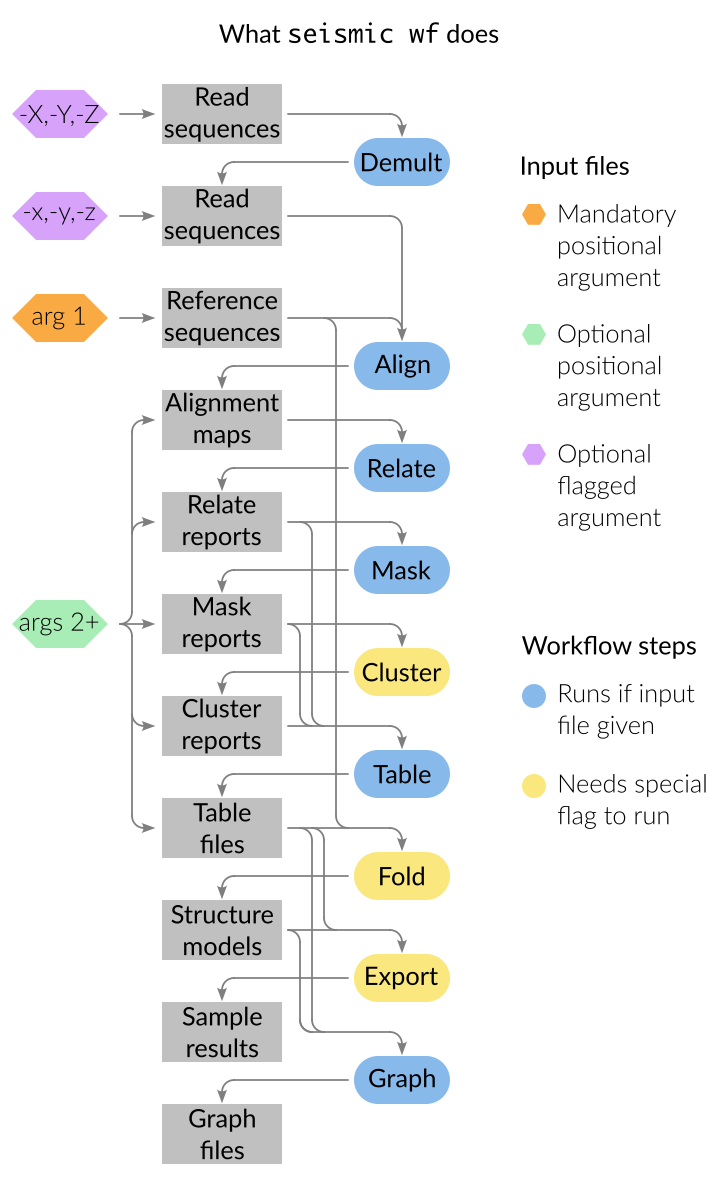 What seismic wf does
-X,-Y,-Z
Read
sequences
Demult
-x,-y,-z
Read
sequences
arg 1
Reference
sequences
Align
Alignment
maps
Relate
Relate
reports
Mask
args 2+
Mask
reports
Cluster
Cluster
reports
Table
Table
files
Fold
Structure
models
Export
Sample
results
Graph
Graph
files
Input files
Mandatory
positional
argument
Optional
positional
argument
Optional
flagged
argument
Workflow steps
Runs if input
file given
Needs special
flag to run